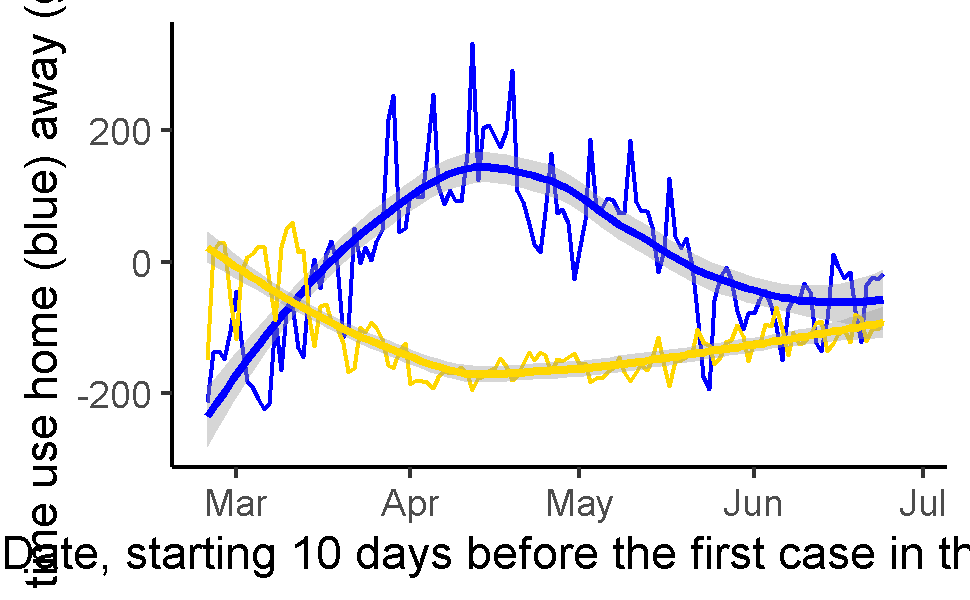 time use home (blue) away (
200
0
-200
Mar Apr May Jun Jul
Date, starting 10 days before the first case in th